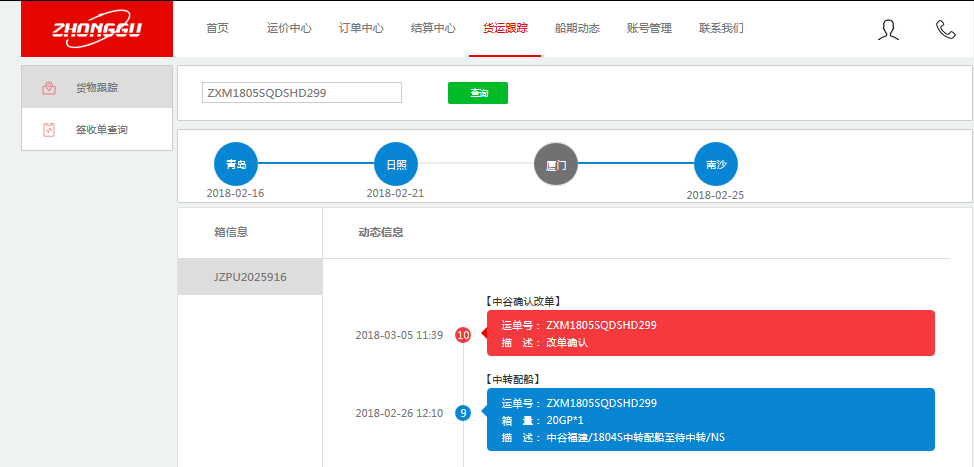 ZHONGGU
首页 运价中心 订单中心 结算中心 货运跟踪 船期动态 账号管理 联系我们
货物跟踪
签收单查询
ZXM1805SQDSHD299 查询
青岛 日照 厦门 南沙
2018-02-16 2018-02-21 2018-02-25
箱信息 动态信息
JZPU2025916
【中谷确认改单】
2018-03-05 11:39 10
运单号： ZXM1805SQDSHD299
描 述： 改单确认
【中转配船】
2018-02-26 12:10 9
运单号： ZXM1805SQDSHD299
箱 量： 20GP*1
描 述： 中谷福建/1804S中转配船至待中转/NS